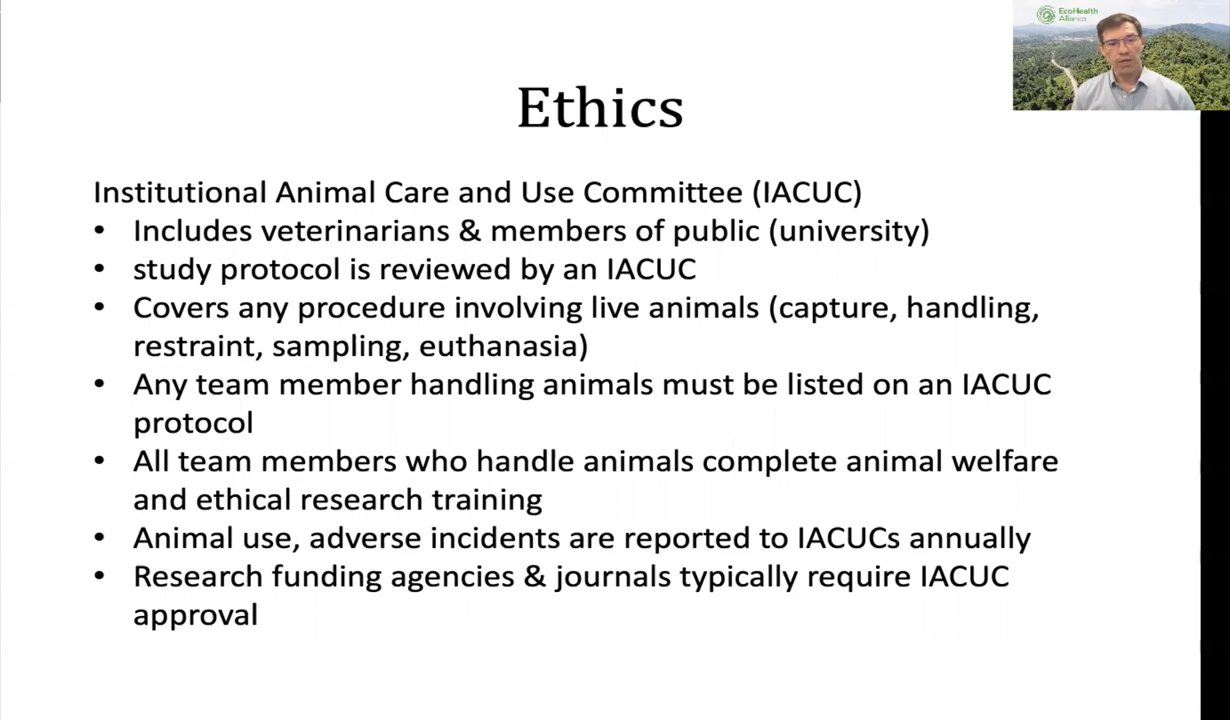 EcoHealth
Alliance
Ethics
Institutional Animal Care and Use Committee (IACUC)
• Includes veterinarians & members of public (university)
• study protocol is reviewed by an IACUC
• Covers any procedure involving live animals (capture, handling,
restraint, sampling, euthanasia)
• Any team member handling animals must be listed on an IACUC
protocol
• All team members who handle animals complete animal welfare
and ethical research training
• Animal use, adverse incidents are reported to IACUCs annually
• Research funding agencies & journals typically require IACUC
approval